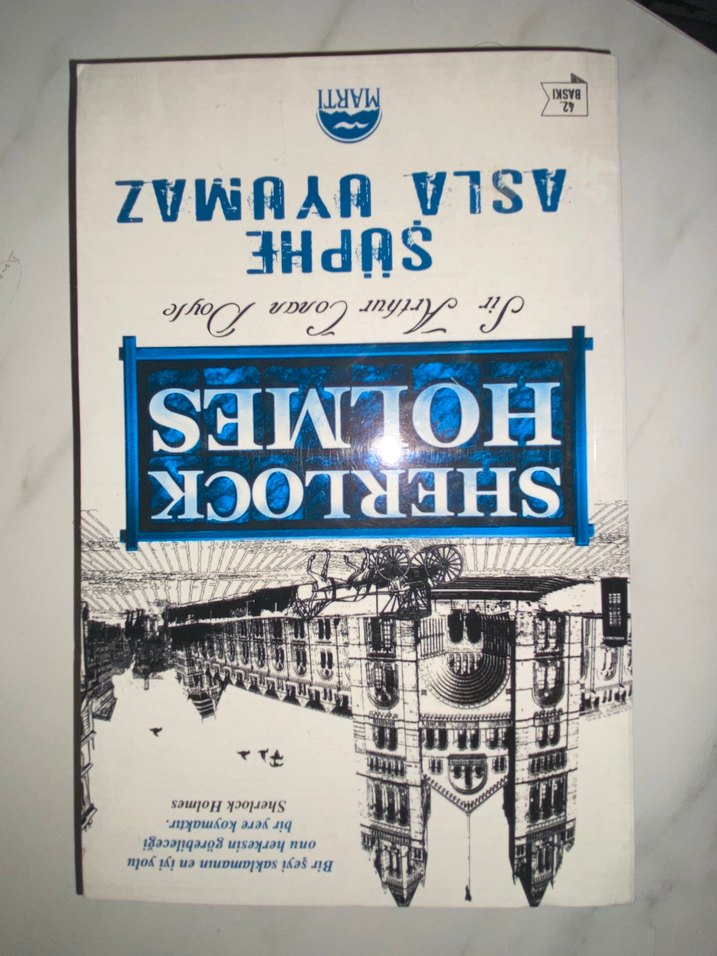 Bir şeyi saklamanın en iyi yolu
onu herkesin görebileceği
bir yere koymaktır.
Sherlock Holmes
SHERLOCK
HOLMES
Sir Arthur Conan Doyle
ŞÜPHE
ASLA UYUMAZ
42.
BASKI
MARTI